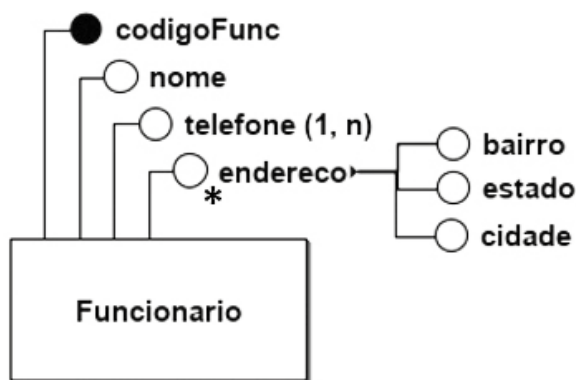 codigoFunc
nome
telefone (1, n)
endereco
*
bairro
estado
cidade
Funcionario